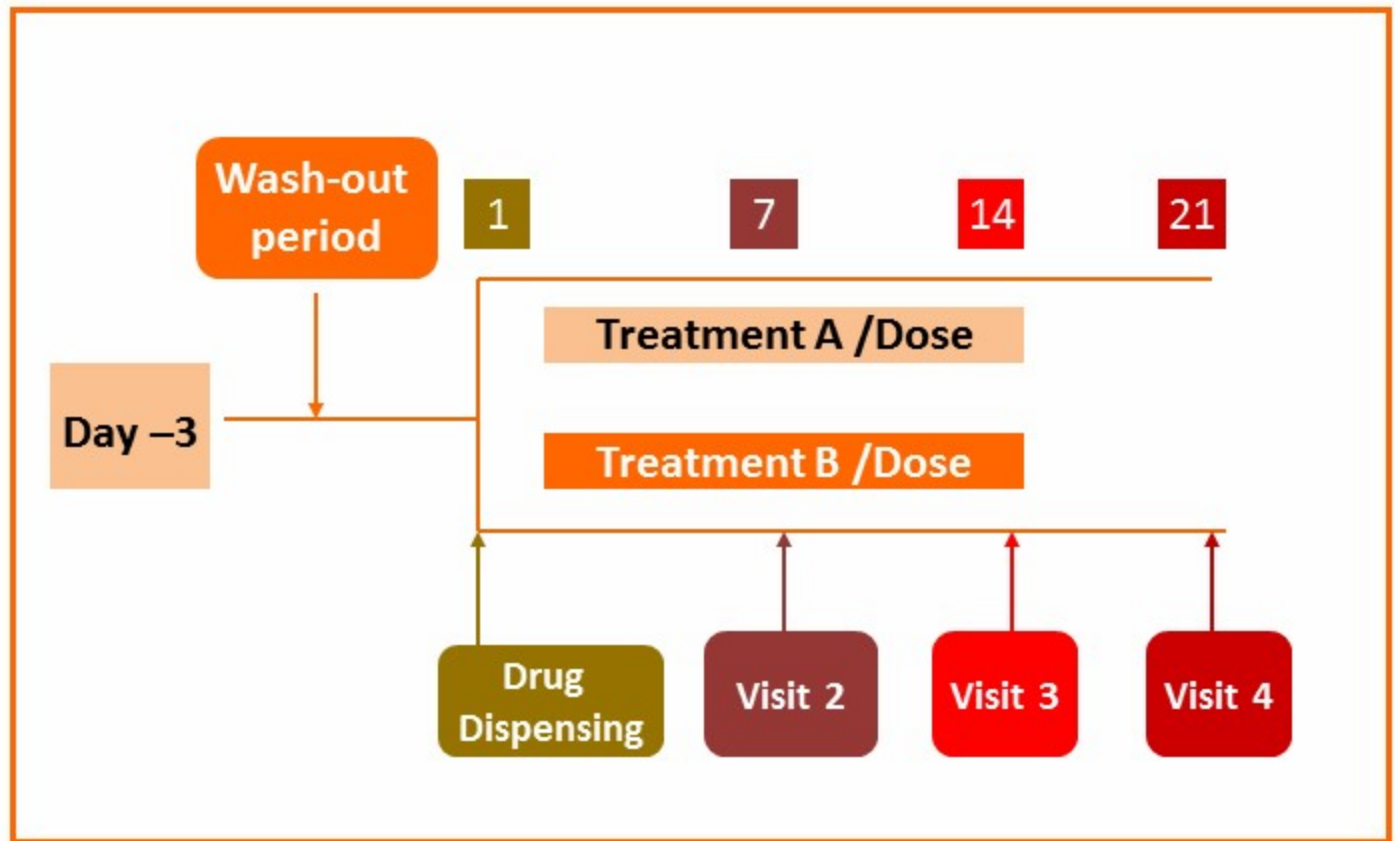 Wash-out
period
1
7
14
21
Treatment A /Dose
Day –3
Treatment B /Dose
Drug
Dispensing
Visit 2
Visit 3
Visit 4